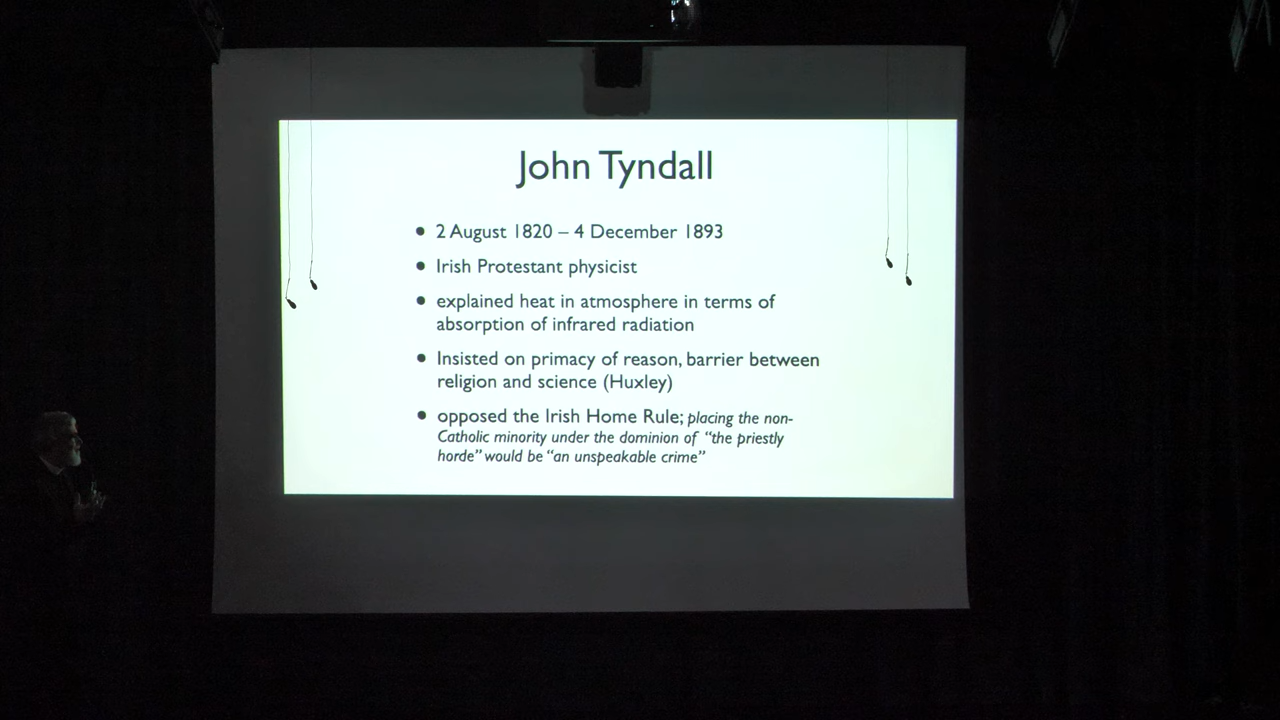 John Tyndall
• 2 August 1820 – 4 December 1893
• Irish Protestant physicist
• explained heat in atmosphere in terms of
absorption of infrared radiation
• Insisted on primacy of reason, barrier between
religion and science (Huxley)
• opposed the Irish Home Rule; placing the non-
Catholic minority under the dominion of “the priestly
horde” would be “an unspeakable crime”